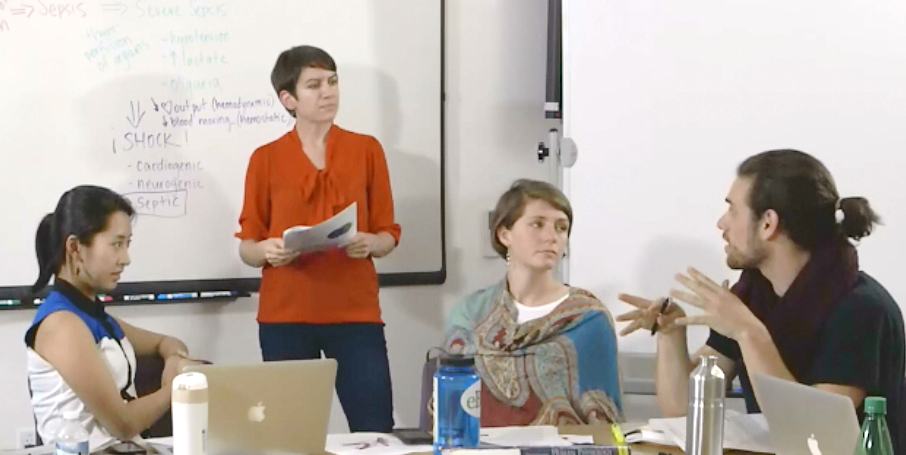 ⇒ Sepsis ⇒ Severe Sepsis
- hypotension
perfusion
of organs
- ↑ lactate
- oliguria
↓ ♡ output (hemodynamic)
↓ blood moving (hemostatic)
¡SHOCK!
- cardiogenic
- neurogenic
- septic